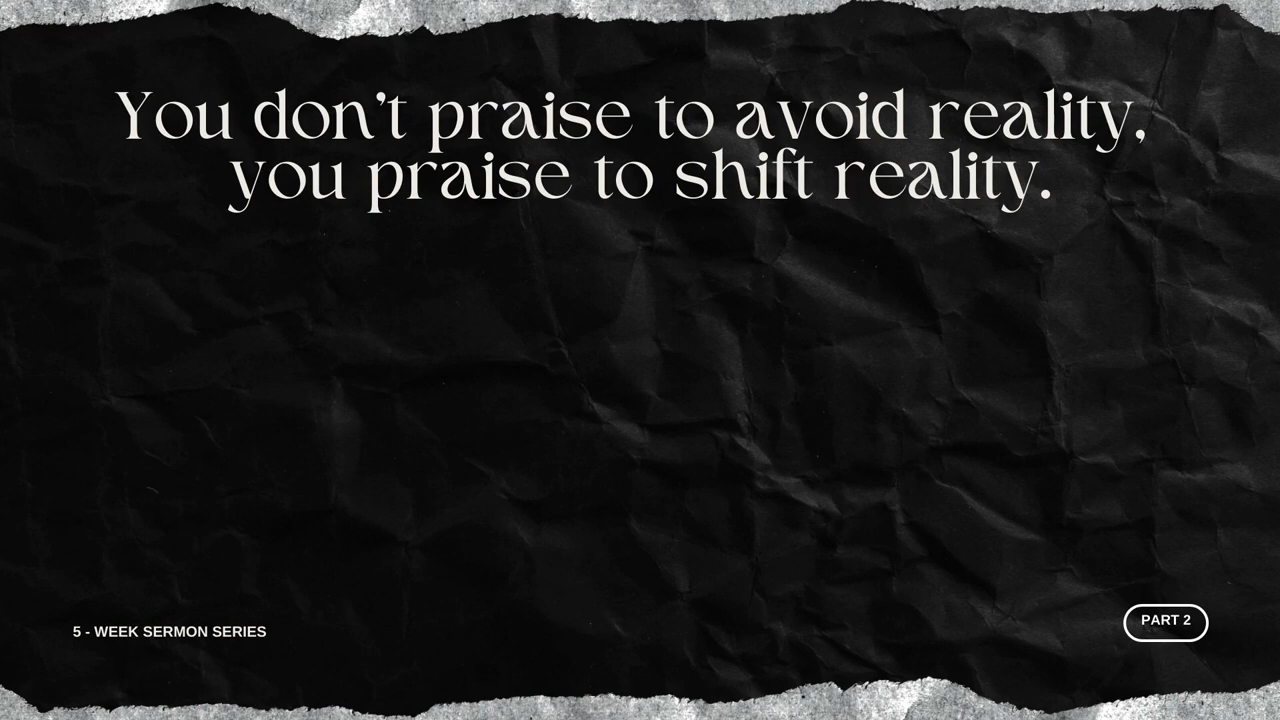 You don’t praise to avoid reality,
you praise to shift reality.
5 - WEEK SERMON SERIES
PART 2